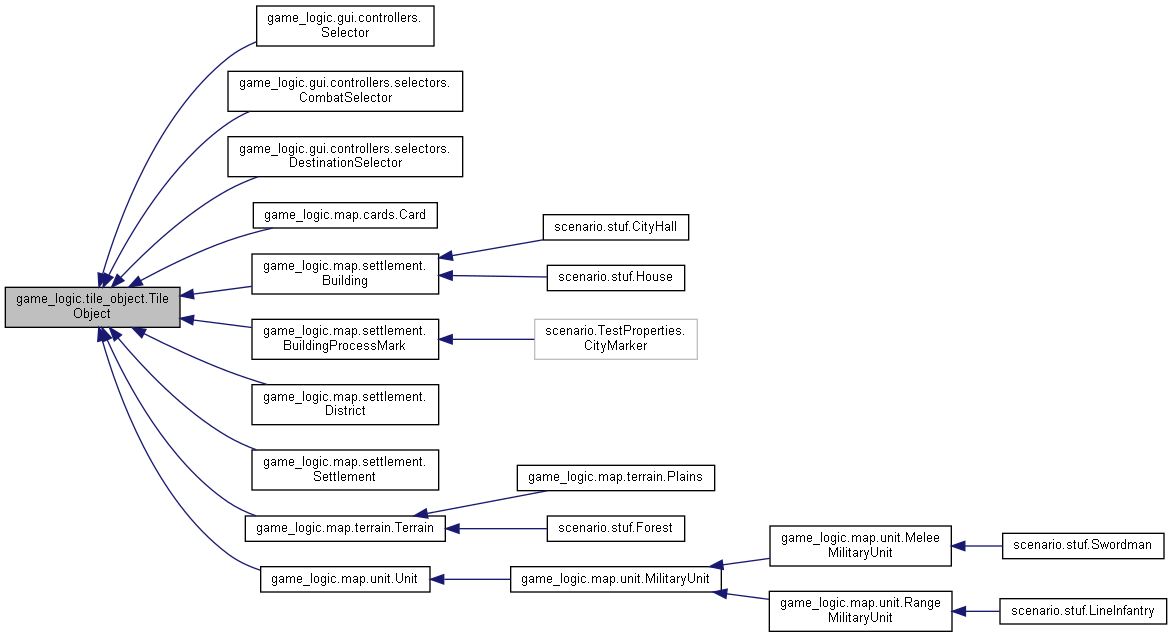 game_logic.gui.controllers.
Selector
game_logic.gui.controllers.selectors.
CombatSelector
game_logic.gui.controllers.selectors.
DestinationSelector
game_logic.map.cards.Card
scenario.stuf.CityHall
game_logic.map.settlement.
Building
scenario.stuf.House
game_logic.tile_object.Tile
Object
game_logic.map.settlement.
BuildingProcessMark
scenario.TestProperties.
CityMarker
game_logic.map.settlement.
District
game_logic.map.settlement.
Settlement
game_logic.map.terrain.Plains
game_logic.map.terrain.Terrain
scenario.stuf.Forest
game_logic.map.unit.Melee
MilitaryUnit
scenario.stuf.Swordman
game_logic.map.unit.Unit
game_logic.map.unit.MilitaryUnit
game_logic.map.unit.Range
MilitaryUnit
scenario.stuf.LineInfantry